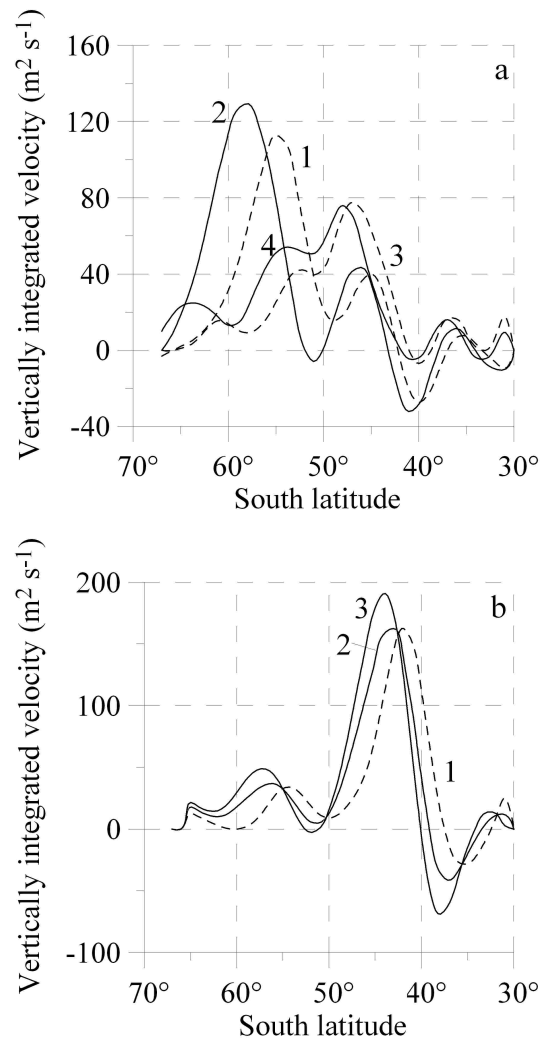 160
a
120
2
1
80
4
3
40
0
-40
70° 60° 50° 40° 30°
South latitude
Vertically integrated velocity (m² s⁻¹)
200
3
b
2
100
1
0
-100
70° 60° 50° 40° 30°
South latitude
Vertically integrated velocity (m² s⁻¹)